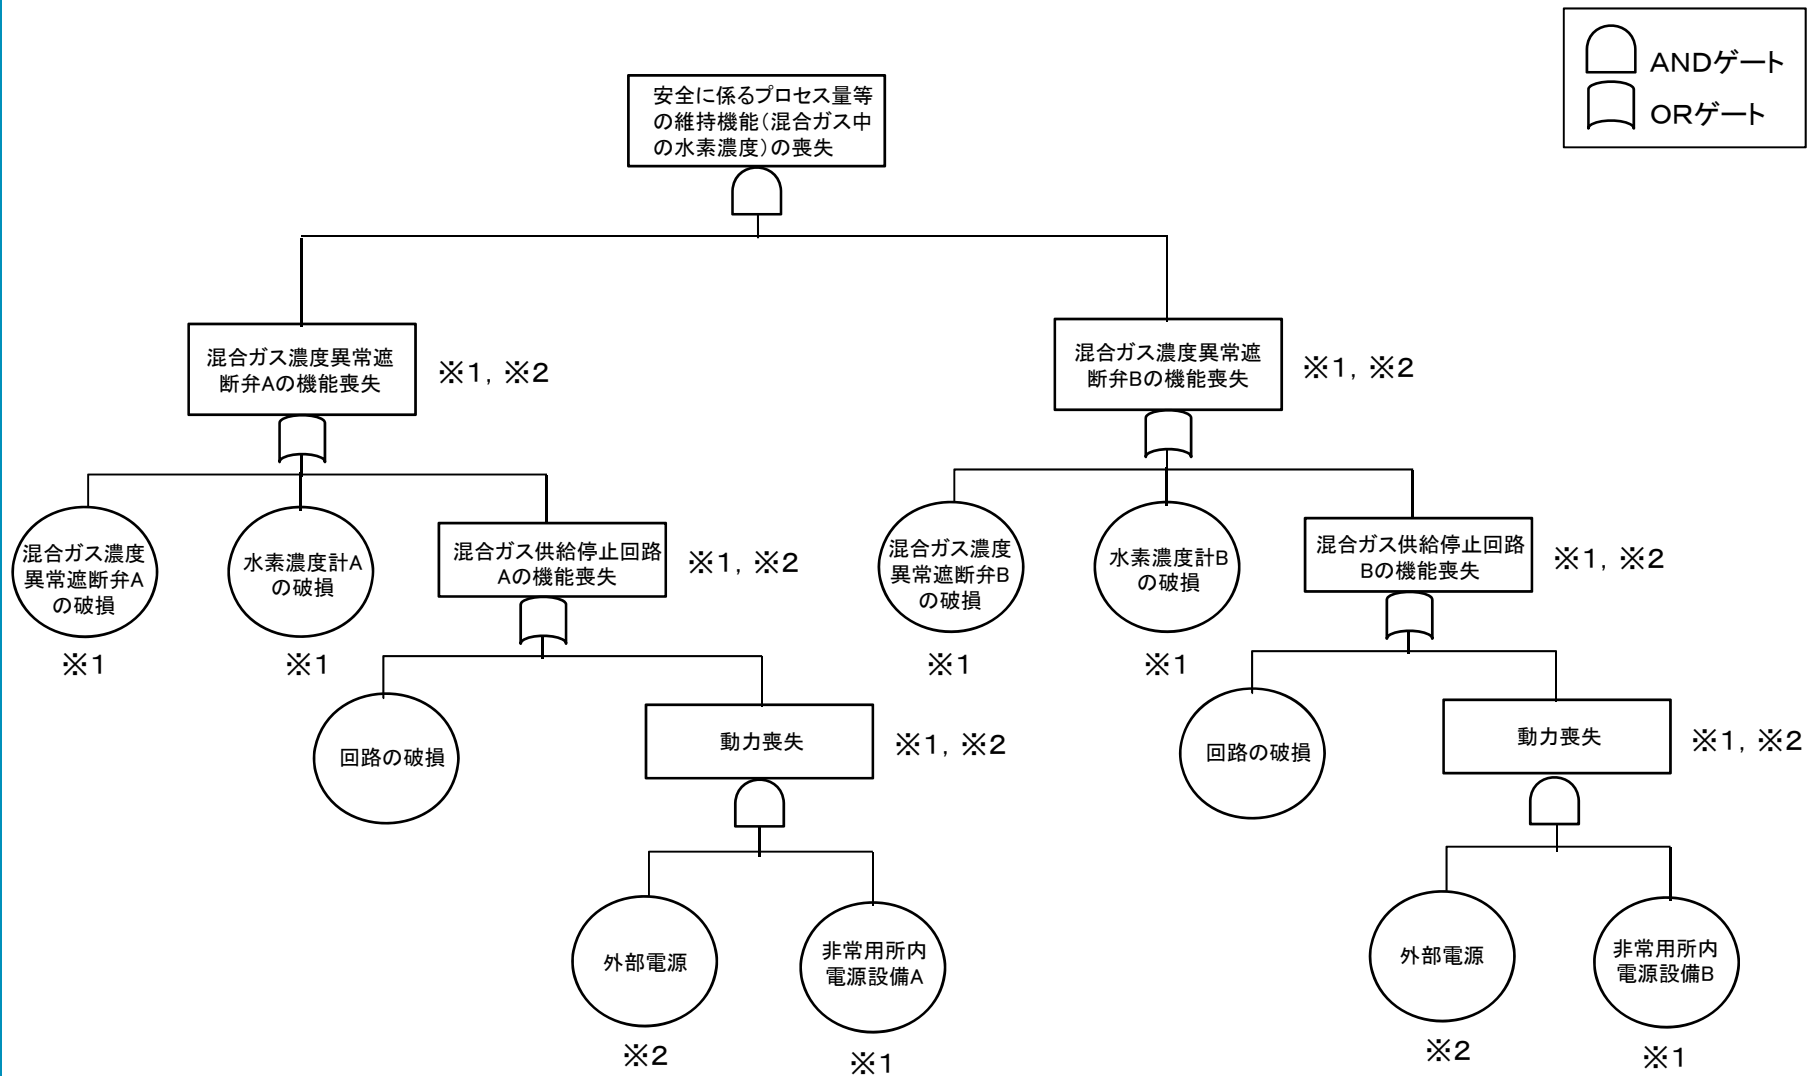 ANDゲート
ORゲート
安全に係るプロセス量等
の維持機能(混合ガス中
の水素濃度)の喪失
混合ガス濃度異常遮
断弁Aの機能喪失
※1, ※2
混合ガス濃度異常遮
断弁Bの機能喪失
※1, ※2
混合ガス濃度
異常遮断弁A
の破損
※1
水素濃度計A
の破損
※1
混合ガス供給停止回路
Aの機能喪失
※1, ※2
混合ガス濃度
異常遮断弁B
の破損
※1
水素濃度計B
の破損
※1
混合ガス供給停止回路
Bの機能喪失
※1, ※2
回路の破損
動力喪失
※1, ※2
回路の破損
動力喪失
※1, ※2
外部電源
※2
非常用所内
電源設備A
※1
外部電源
※2
非常用所内
電源設備B
※1